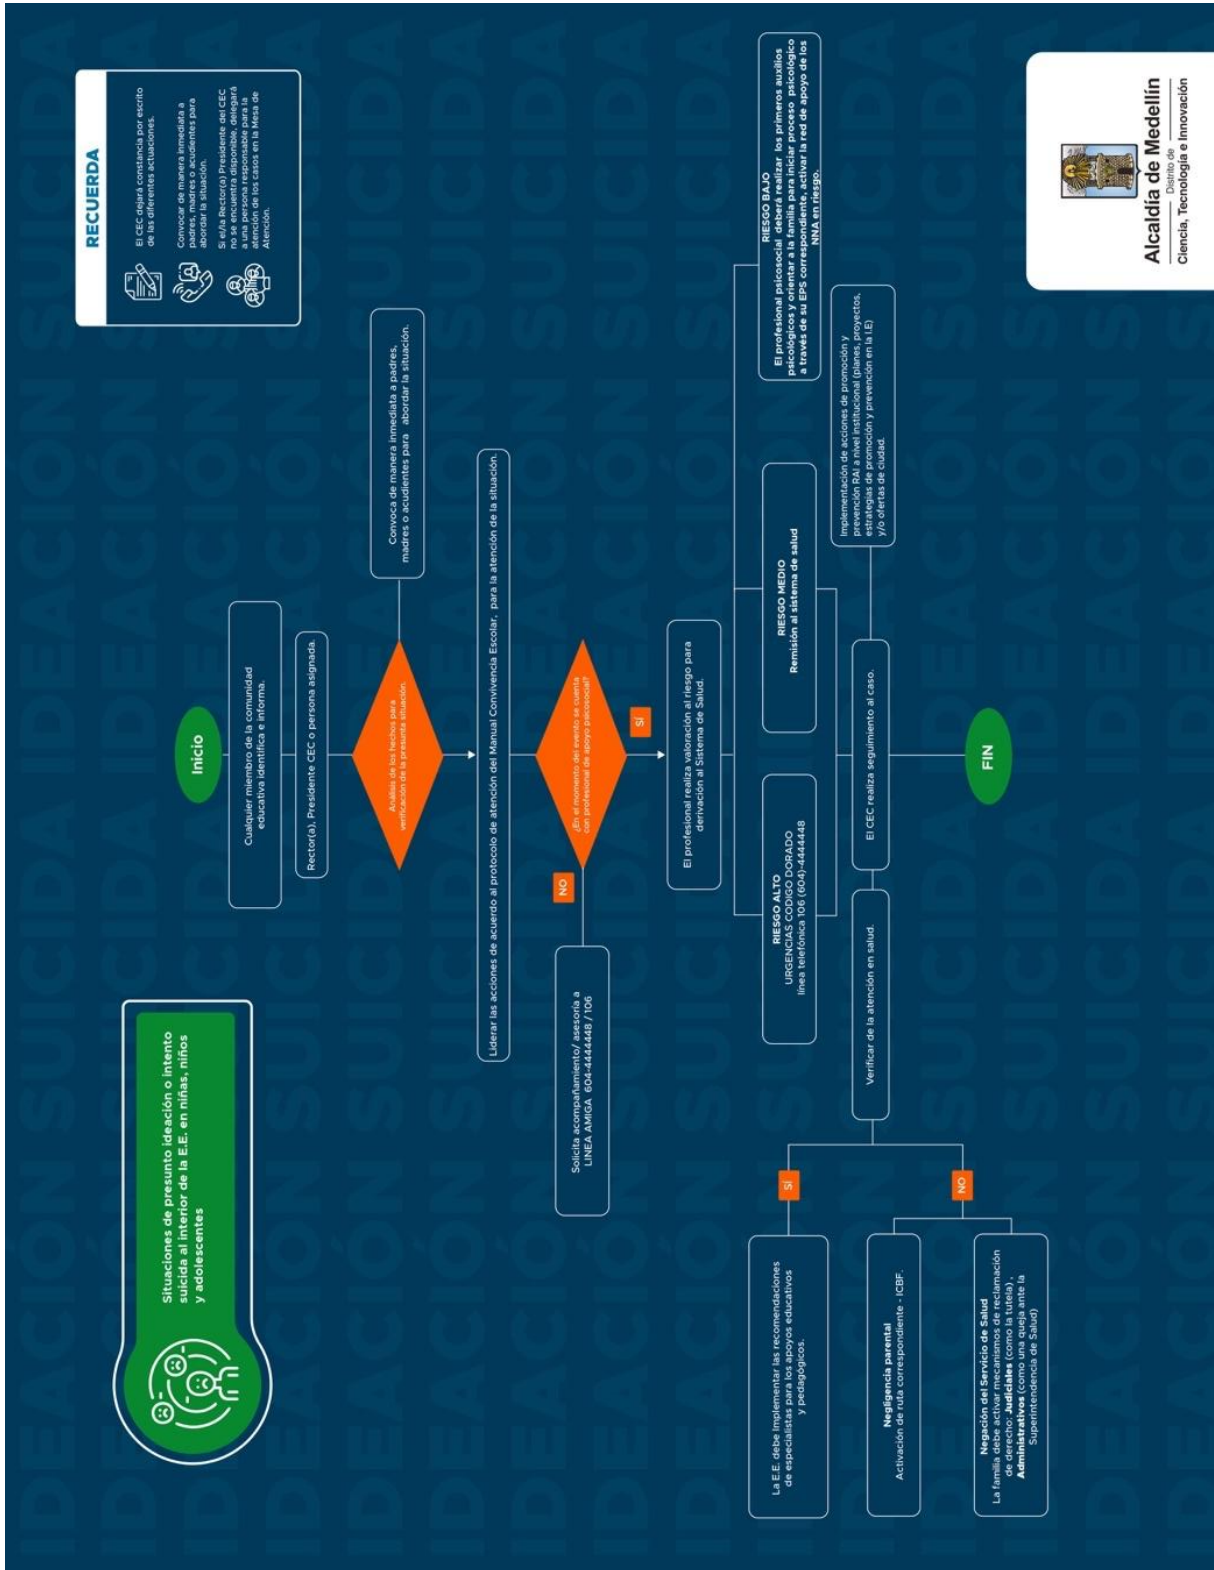 Situaciones de presunto ideación o intento
suicida al interior de la E.E. en niñas, niños
y adolescentes
RECUERDA
El CEC dejará constancia por escrito
de las diferentes actuaciones.
Convocar de manera inmediata a
padres, madres o acudientes para
abordar la situación.
Si el/la Rector(a) Presidente del CEC
no se encuentra disponible, delegará
a una persona responsable para la
atención de los casos en la Mesa de
Atención.
Inicio
Cualquier miembro de la comunidad
educativa identifica e informa.
Rector(a), Presidente CEC o persona asignada.
Análisis de los hechos para
verificación de la presunta situación.
Convoca de manera inmediata a padres,
madres o acudientes para abordar la situación.
Liderar las acciones de acuerdo al protocolo de atención del Manual Convivencia Escolar, para la atención de la situación.
¿En el momento del evento se cuenta
con profesional de apoyo psicosocial?
NO
SÍ
Solicita acompañamiento/ asesoría a
LINEA AMIGA 604-4444448 / 106
El profesional realiza valoración al riesgo para
derivación al Sistema de Salud.
RIESGO ALTO
URGENCIAS CODIGO DORADO
línea telefónica 106 (604)-4444448
RIESGO MEDIO
Remisión al sistema de salud
RIESGO BAJO
El profesional psicosocial deberá realizar los primeros auxilios
psicológicos y orientar a la familia para iniciar proceso psicológico
a través de su EPS correspondiente, activar la red de apoyo de los
NNA en riesgo.
Verificar de la atención en salud.
El CEC realiza seguimiento al caso.
Implementación de acciones de promoción y
prevención RAI a nivel institucional (planes, proyectos,
estrategias de promoción y prevención en la I.E)
y/o ofertas de ciudad.
SÍ
La E.E. debe Implementar las recomendaciones
de especialistas para los apoyos educativos
y pedagógicos.
NO
Negligencia parental
Activación de ruta correspondiente - ICBF.
Negación del Servicio de Salud
La familia debe activar mecanismos de reclamación
de derecho: Judiciales (como la tutela) ,
Administrativos (como una queja ante la
Superintendencia de Salud)
FIN
Alcaldía de Medellín
Distrito de
Ciencia, Tecnología e Innovación
IDEACIÓN SUICIDA